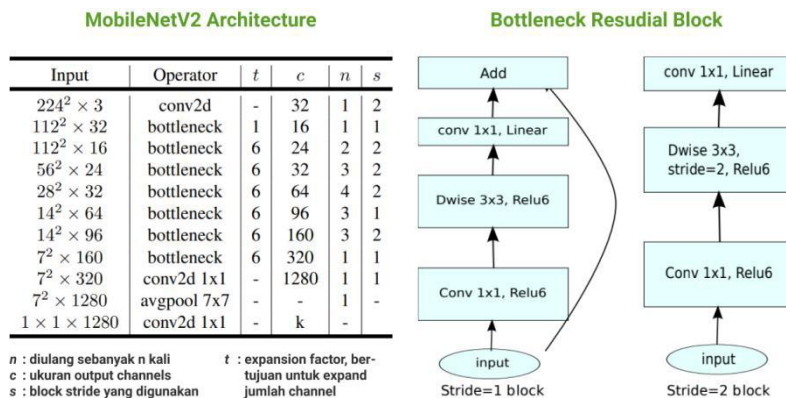 MobileNetV2 Architecture
Input Operator t c n s
224² × 3 conv2d - 32 1 2
112² × 32 bottleneck 1 16 1 1
112² × 16 bottleneck 6 24 2 2
56² × 24 bottleneck 6 32 3 2
28² × 32 bottleneck 6 64 4 2
14² × 64 bottleneck 6 96 3 1
14² × 96 bottleneck 6 160 3 2
7² × 160 bottleneck 6 320 1 1
7² × 320 conv2d 1x1 - 1280 1 1
7² × 1280 avgpool 7x7 - - 1 -
1 × 1 × 1280 conv2d 1x1 - k -
n : diulang sebanyak n kali
c : ukuran output channels
s : block stride yang digunakan
t : expansion factor, ber-
tujuan untuk expand
jumlah channel
Bottleneck Resudial Block
Add
conv 1x1, Linear
Dwise 3x3, Relu6
Conv 1x1, Relu6
input
Stride=1 block
conv 1x1, Linear
Dwise 3x3,
stride=2, Relu6
Conv 1x1, Relu6
input
Stride=2 block